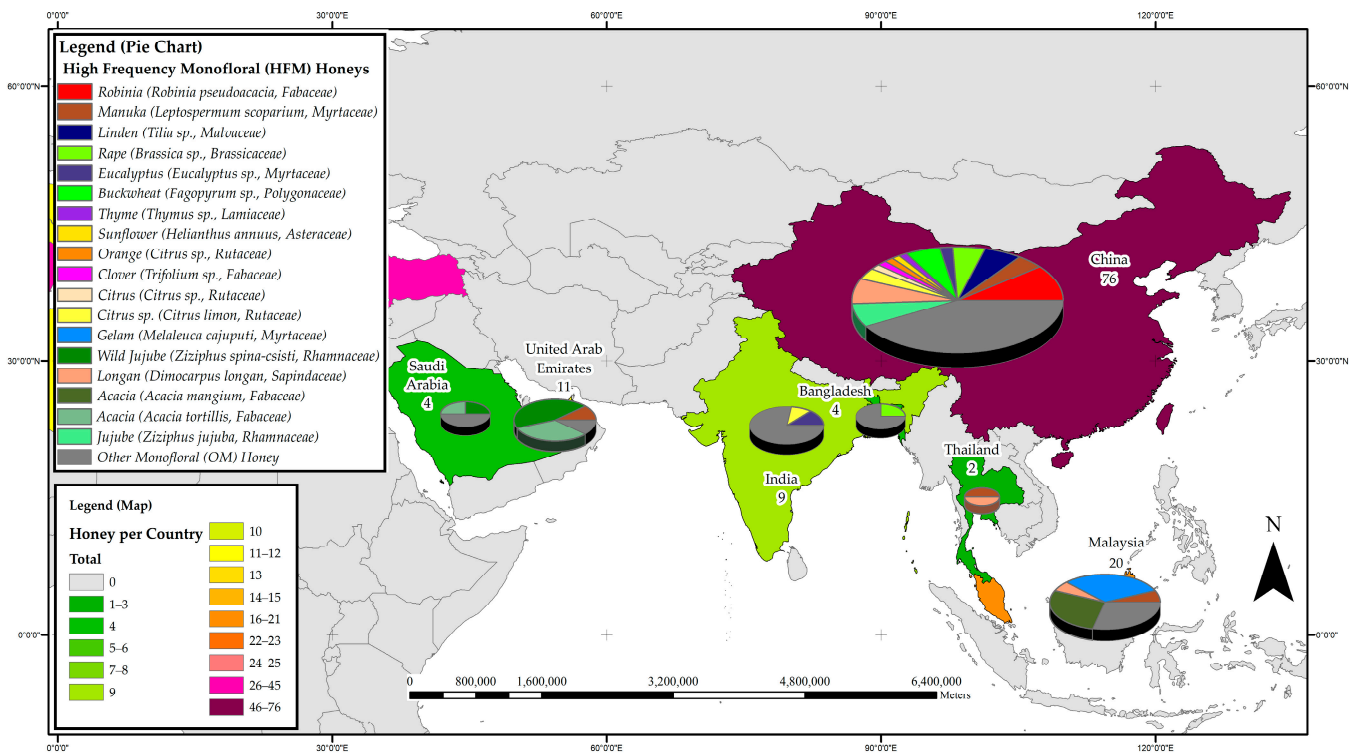 0°0'0"
30°0'0"E
60°0'0"E
90°0'0"E
120°0'0"E
60°0'0"N
60°0'0"N
30°0'0"N
30°0'0"N
0°0'0"
0°0'0"
Legend (Pie Chart)
High Frequency Monofloral (HFM) Honeys
Robinia (Robinia pseudoacacia, Fabaceae)
Manuka (Leptospermum scoparium, Myrtaceae)
Linden (Tilia sp., Malvaceae)
Rape (Brassica sp., Brassicaceae)
Eucalyptus (Eucalyptus sp., Myrtaceae)
Buckwheat (Fagopyrum sp., Polygonaceae)
Thyme (Thymus sp., Lamiaceae)
Sunflower (Helianthus annuus, Asteraceae)
Orange (Citrus sp., Rutaceae)
Clover (Trifolium sp., Fabaceae)
Citrus (Citrus sp., Rutaceae)
Citrus sp. (Citrus limon, Rutaceae)
Gelam (Melaleuca cajuputi, Myrtaceae)
Wild Jujube (Ziziphus spina-csisti, Rhamnaceae)
Longan (Dimocarpus longan, Sapindaceae)
Acacia (Acacia mangium, Fabaceae)
Acacia (Acacia tortillis, Fabaceae)
Jujube (Ziziphus jujuba, Rhamnaceae)
Other Monofloral (OM) Honey
Legend (Map)
Honey per Country
Total
0
1–3
4
5–6
7–8
9
10
11–12
13
14–15
16–21
22–23
24 25
26–45
46–76
China
76
Saudi
Arabia
4
United Arab
Emirates
11
Bangladesh
4
India
9
Thailand
2
Malaysia
20
N
0
800,000
1,600,000
3,200,000
4,800,000
6,400,000
Meters
0°0'0"
30°0'0"E
60°0'0"E
90°0'0"E
120°0'0"E